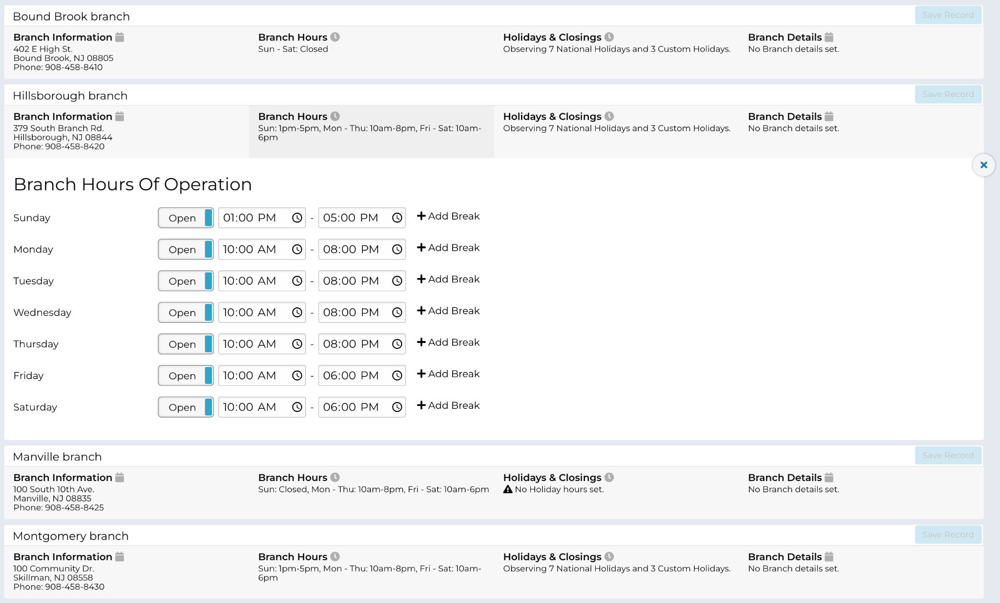 Bound Brook branch
Save Record
Branch Information
402 E High St.
Bound Brook, NJ 08805
Phone: 908-458-8410
Branch Hours
Sun - Sat: Closed
Holidays & Closings
Observing 7 National Holidays and 3 Custom Holidays.
Branch Details
No Branch details set.
Hillsborough branch
Save Record
Branch Information
379 South Branch Rd.
Hillsborough, NJ 08844
Phone: 908-458-8420
Branch Hours
Sun: 1pm-5pm, Mon - Thu: 10am-8pm, Fri - Sat: 10am-
6pm
Holidays & Closings
Observing 7 National Holidays and 3 Custom Holidays.
Branch Details
No Branch details set.
Branch Hours Of Operation
Sunday Open 01:00 PM - 05:00 PM Add Break
Monday Open 10:00 AM - 08:00 PM Add Break
Tuesday Open 10:00 AM - 08:00 PM Add Break
Wednesday Open 10:00 AM - 08:00 PM Add Break
Thursday Open 10:00 AM - 08:00 PM Add Break
Friday Open 10:00 AM - 06:00 PM Add Break
Saturday Open 10:00 AM - 06:00 PM Add Break
Manville branch
Save Record
Branch Information
100 South 10th Ave.
Manville, NJ 08835
Phone: 908-458-8425
Branch Hours
Sun: Closed, Mon - Thu: 10am-8pm, Fri - Sat: 10am-6pm
Holidays & Closings
No Holiday hours set.
Branch Details
No Branch details set.
Montgomery branch
Save Record
Branch Information
100 Community Dr.
Skillman, NJ 08558
Phone: 908-458-8430
Branch Hours
Sun: 1pm-5pm, Mon - Thu: 10am-8pm, Fri - Sat: 10am-
6pm
Holidays & Closings
Observing 7 National Holidays and 3 Custom Holidays.
Branch Details
No Branch details set.